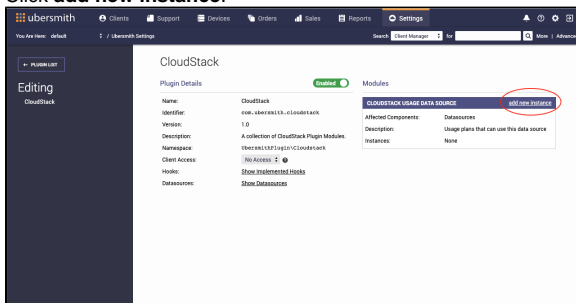 Click add new instance.
ubersmith Clients Support Devices Orders Sales Reports Settings
You Are Here: default / Ubersmith Settings Search Client Manager for More | Advance
← PLUGIN LIST
CloudStack
Editing
CloudStack
Plugin Details Enabled Modules
Name: CloudStack
Identifier: com.ubersmith.cloudstack
Version: 1.0
Description: A collection of CloudStack Plugin Modules.
Namespace: UbersmithPlugin\Cloudstack
Client Access: No Access
Hooks: Show Implemented Hooks
Datasources: Show Datasources
CLOUDSTACK USAGE DATA SOURCE add new instance
Affected Components: Datasources
Description: Usage plans that can use this data source
Instances: None